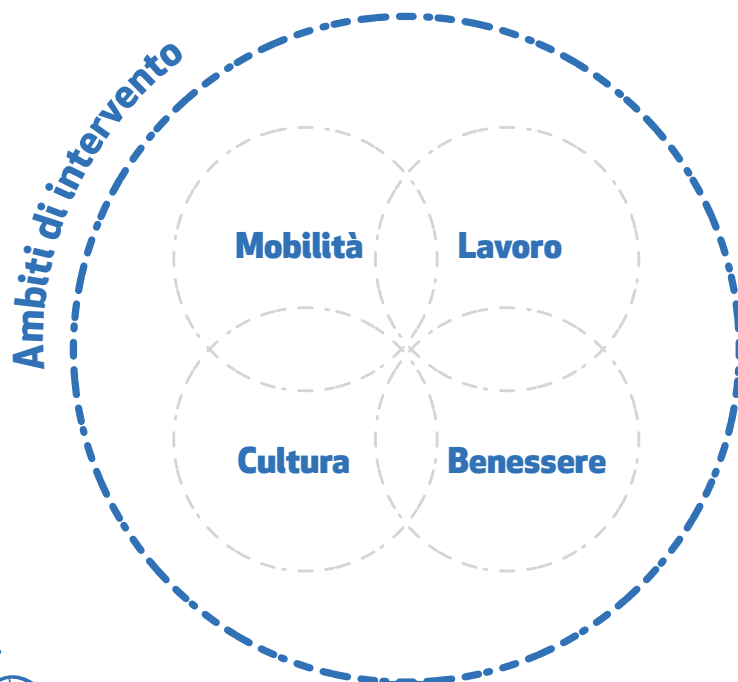 Ambiti di intervento
Mobilità
Lavoro
Cultura
Benessere